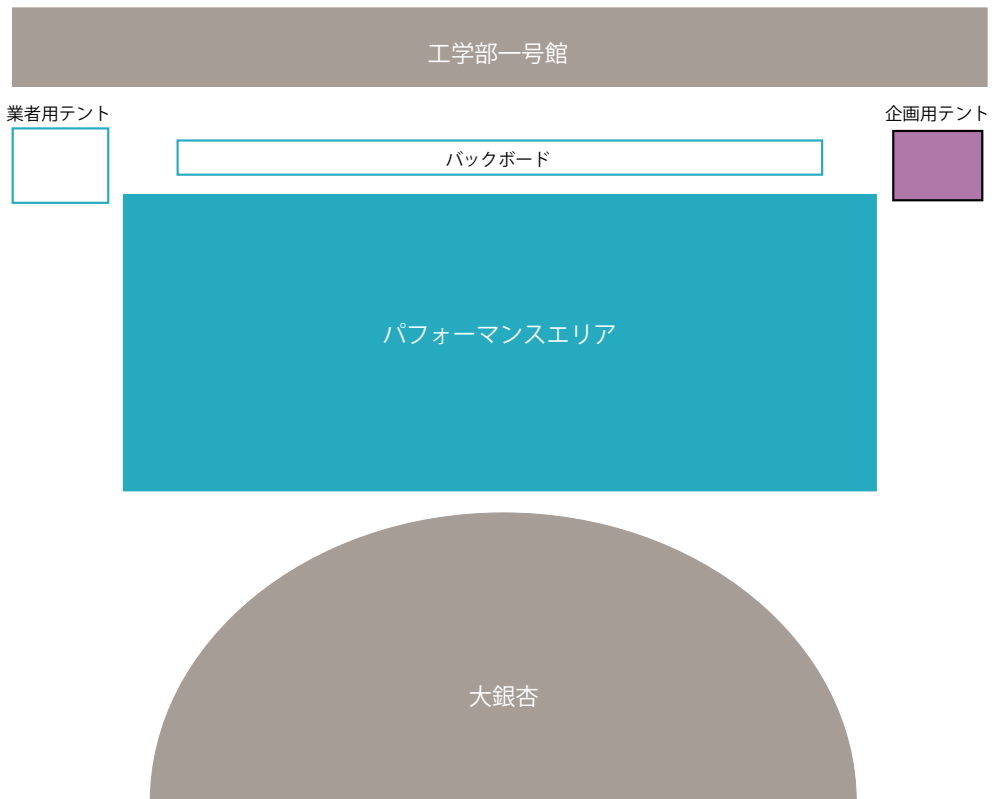 工学部一号館
業者用テント
企画用テント
バックボード
パフォーマンスエリア
大銀杏